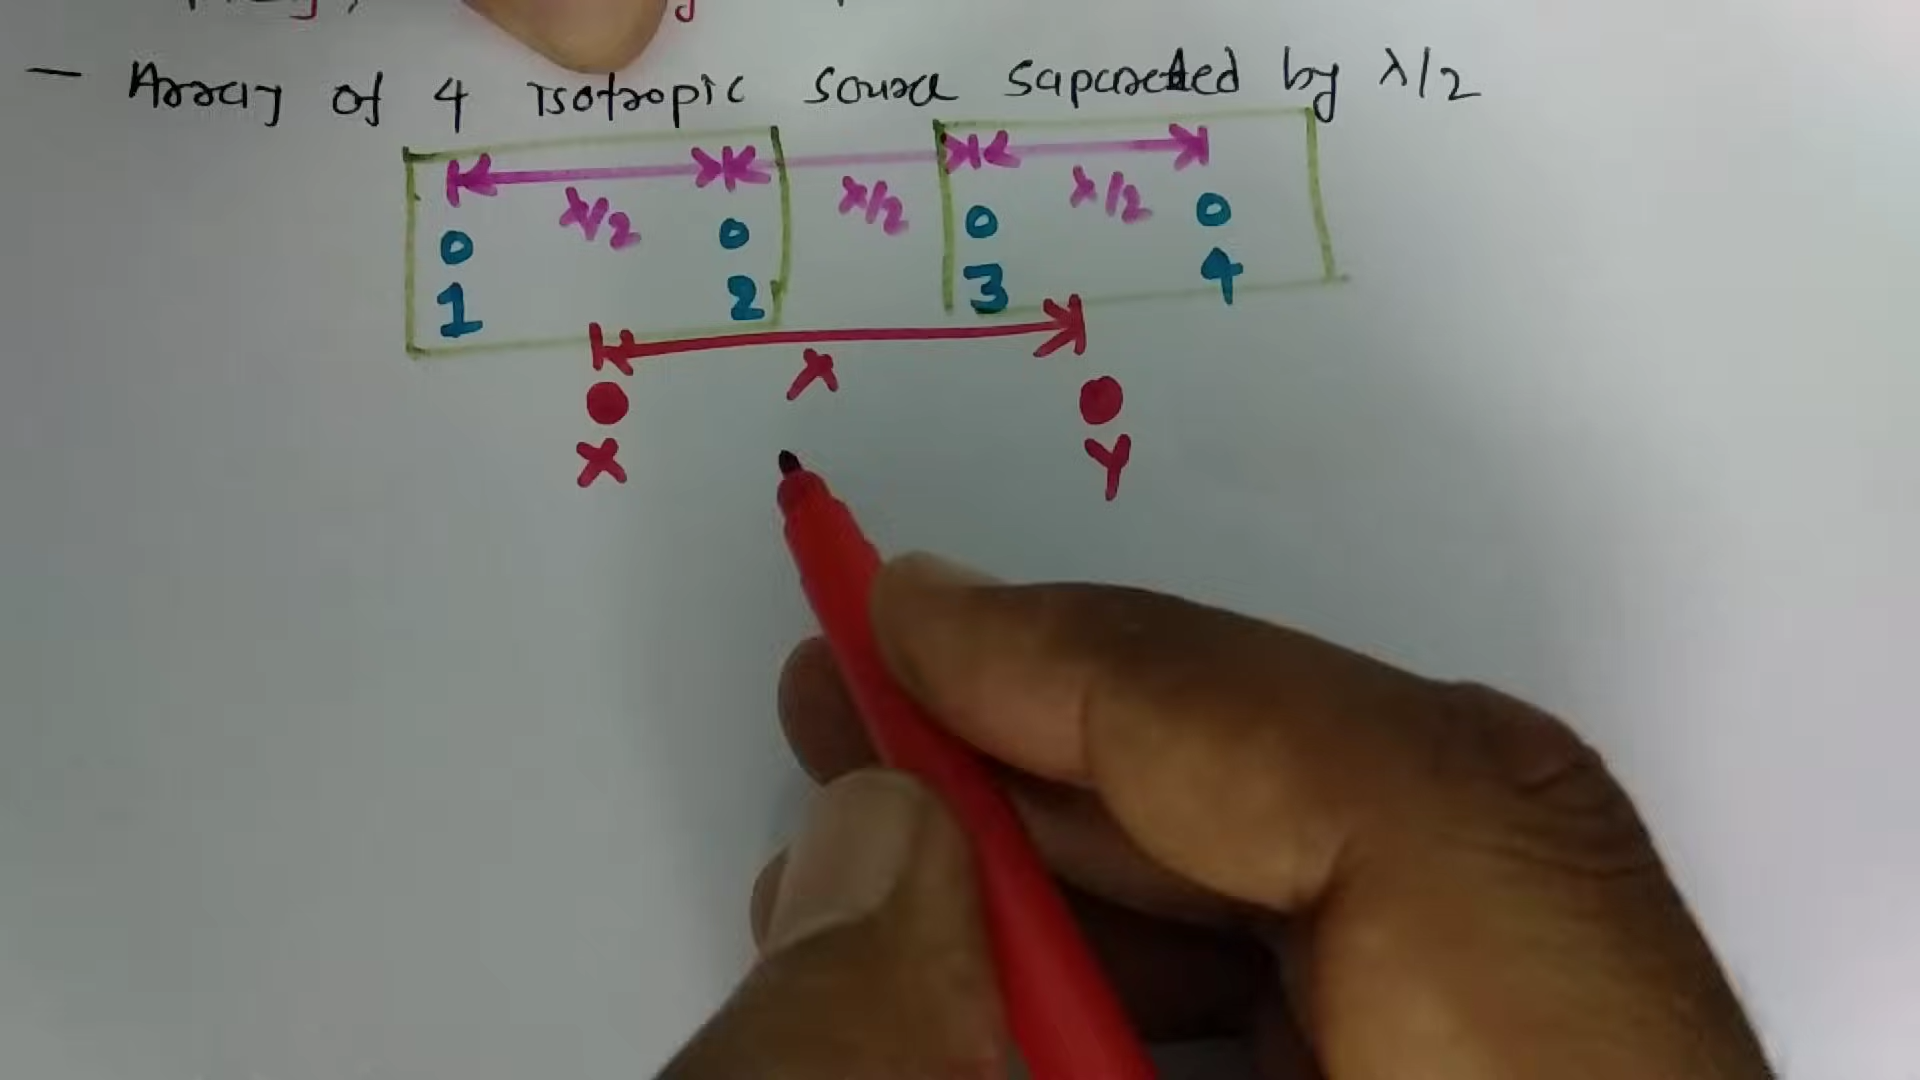 — Array of 4 isotropic source saparated by λ/2
λ/2 λ/2 λ/2
1 2 3 4
λ
X Y